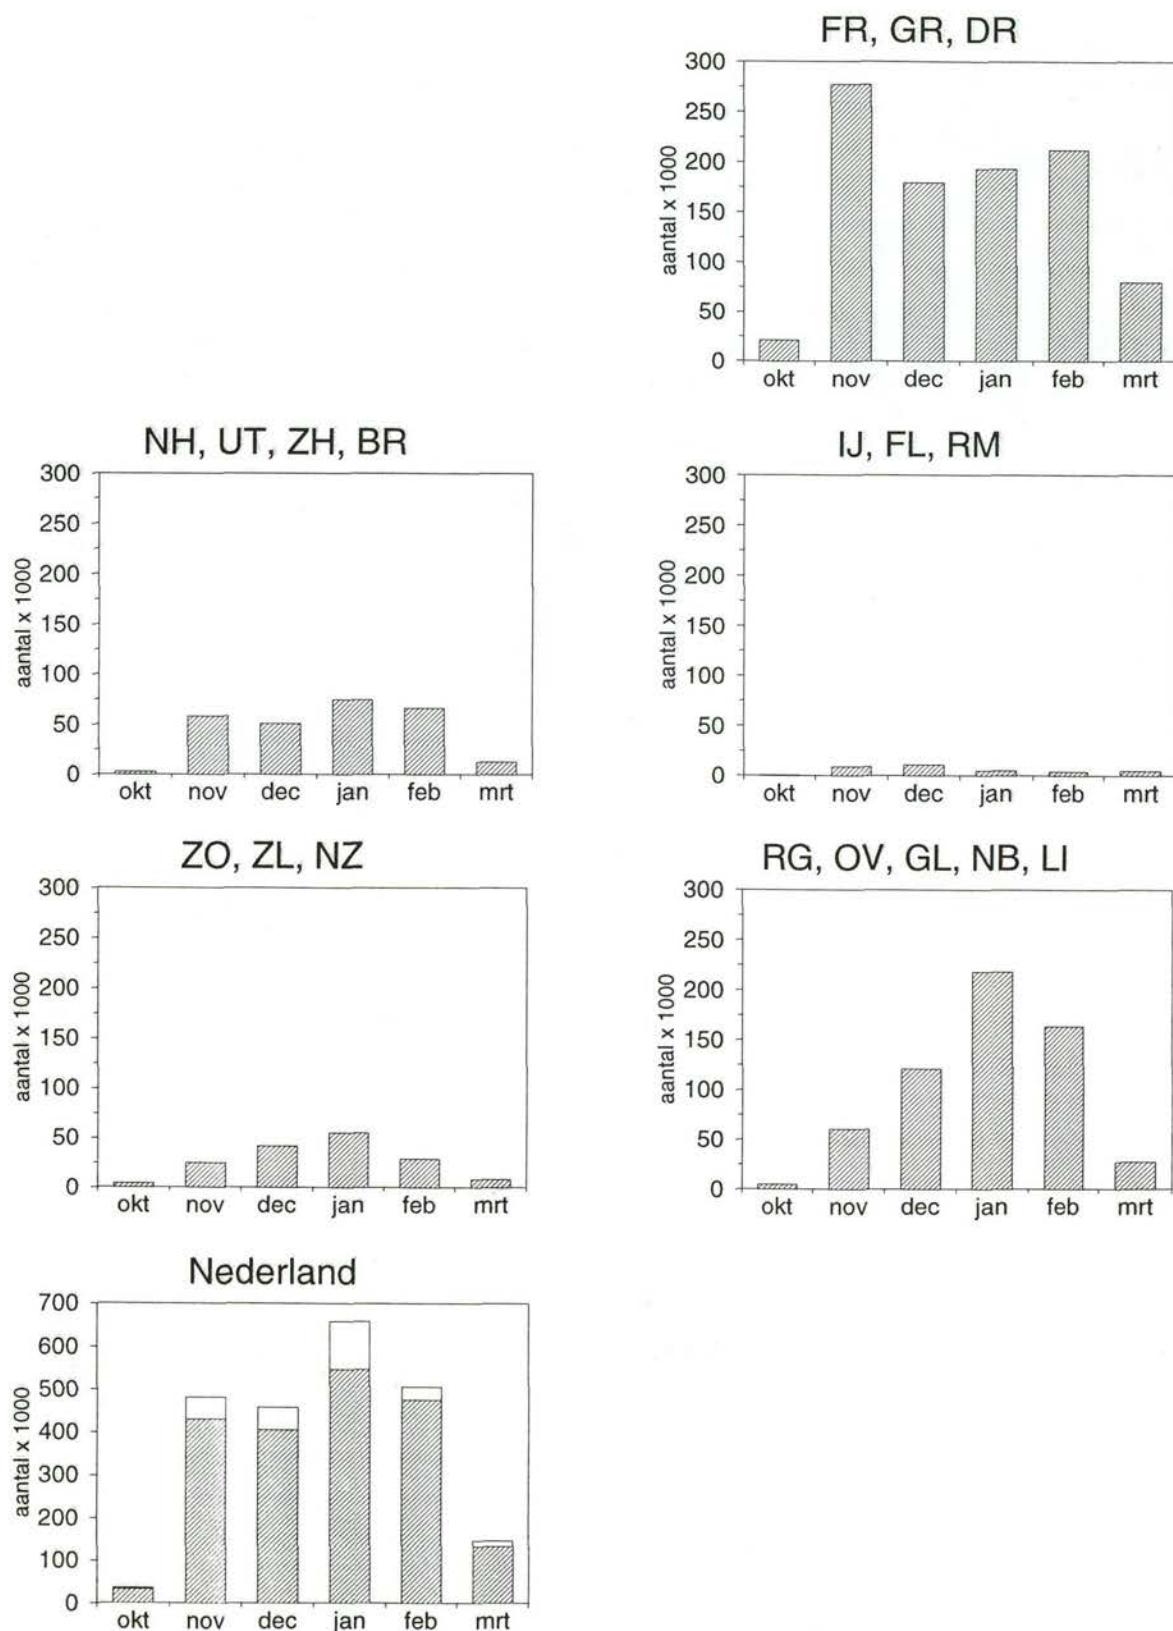 FR, GR, DR
300
250
200
150
100
50
0
aantal x 1000
okt nov dec jan feb mrt
NH, UT, ZH, BR
300
250
200
150
100
50
0
aantal x 1000
okt nov dec jan feb mrt
IJ, FL, RM
300
250
200
150
100
50
0
aantal x 1000
okt nov dec jan feb mrt
ZO, ZL, NZ
300
250
200
150
100
50
0
aantal x 1000
okt nov dec jan feb mrt
RG, OV, GL, NB, LI
300
250
200
150
100
50
0
aantal x 1000
okt nov dec jan feb mrt
Nederland
700
600
500
400
300
200
100
0
aantal x 1000
okt nov dec jan feb mrt